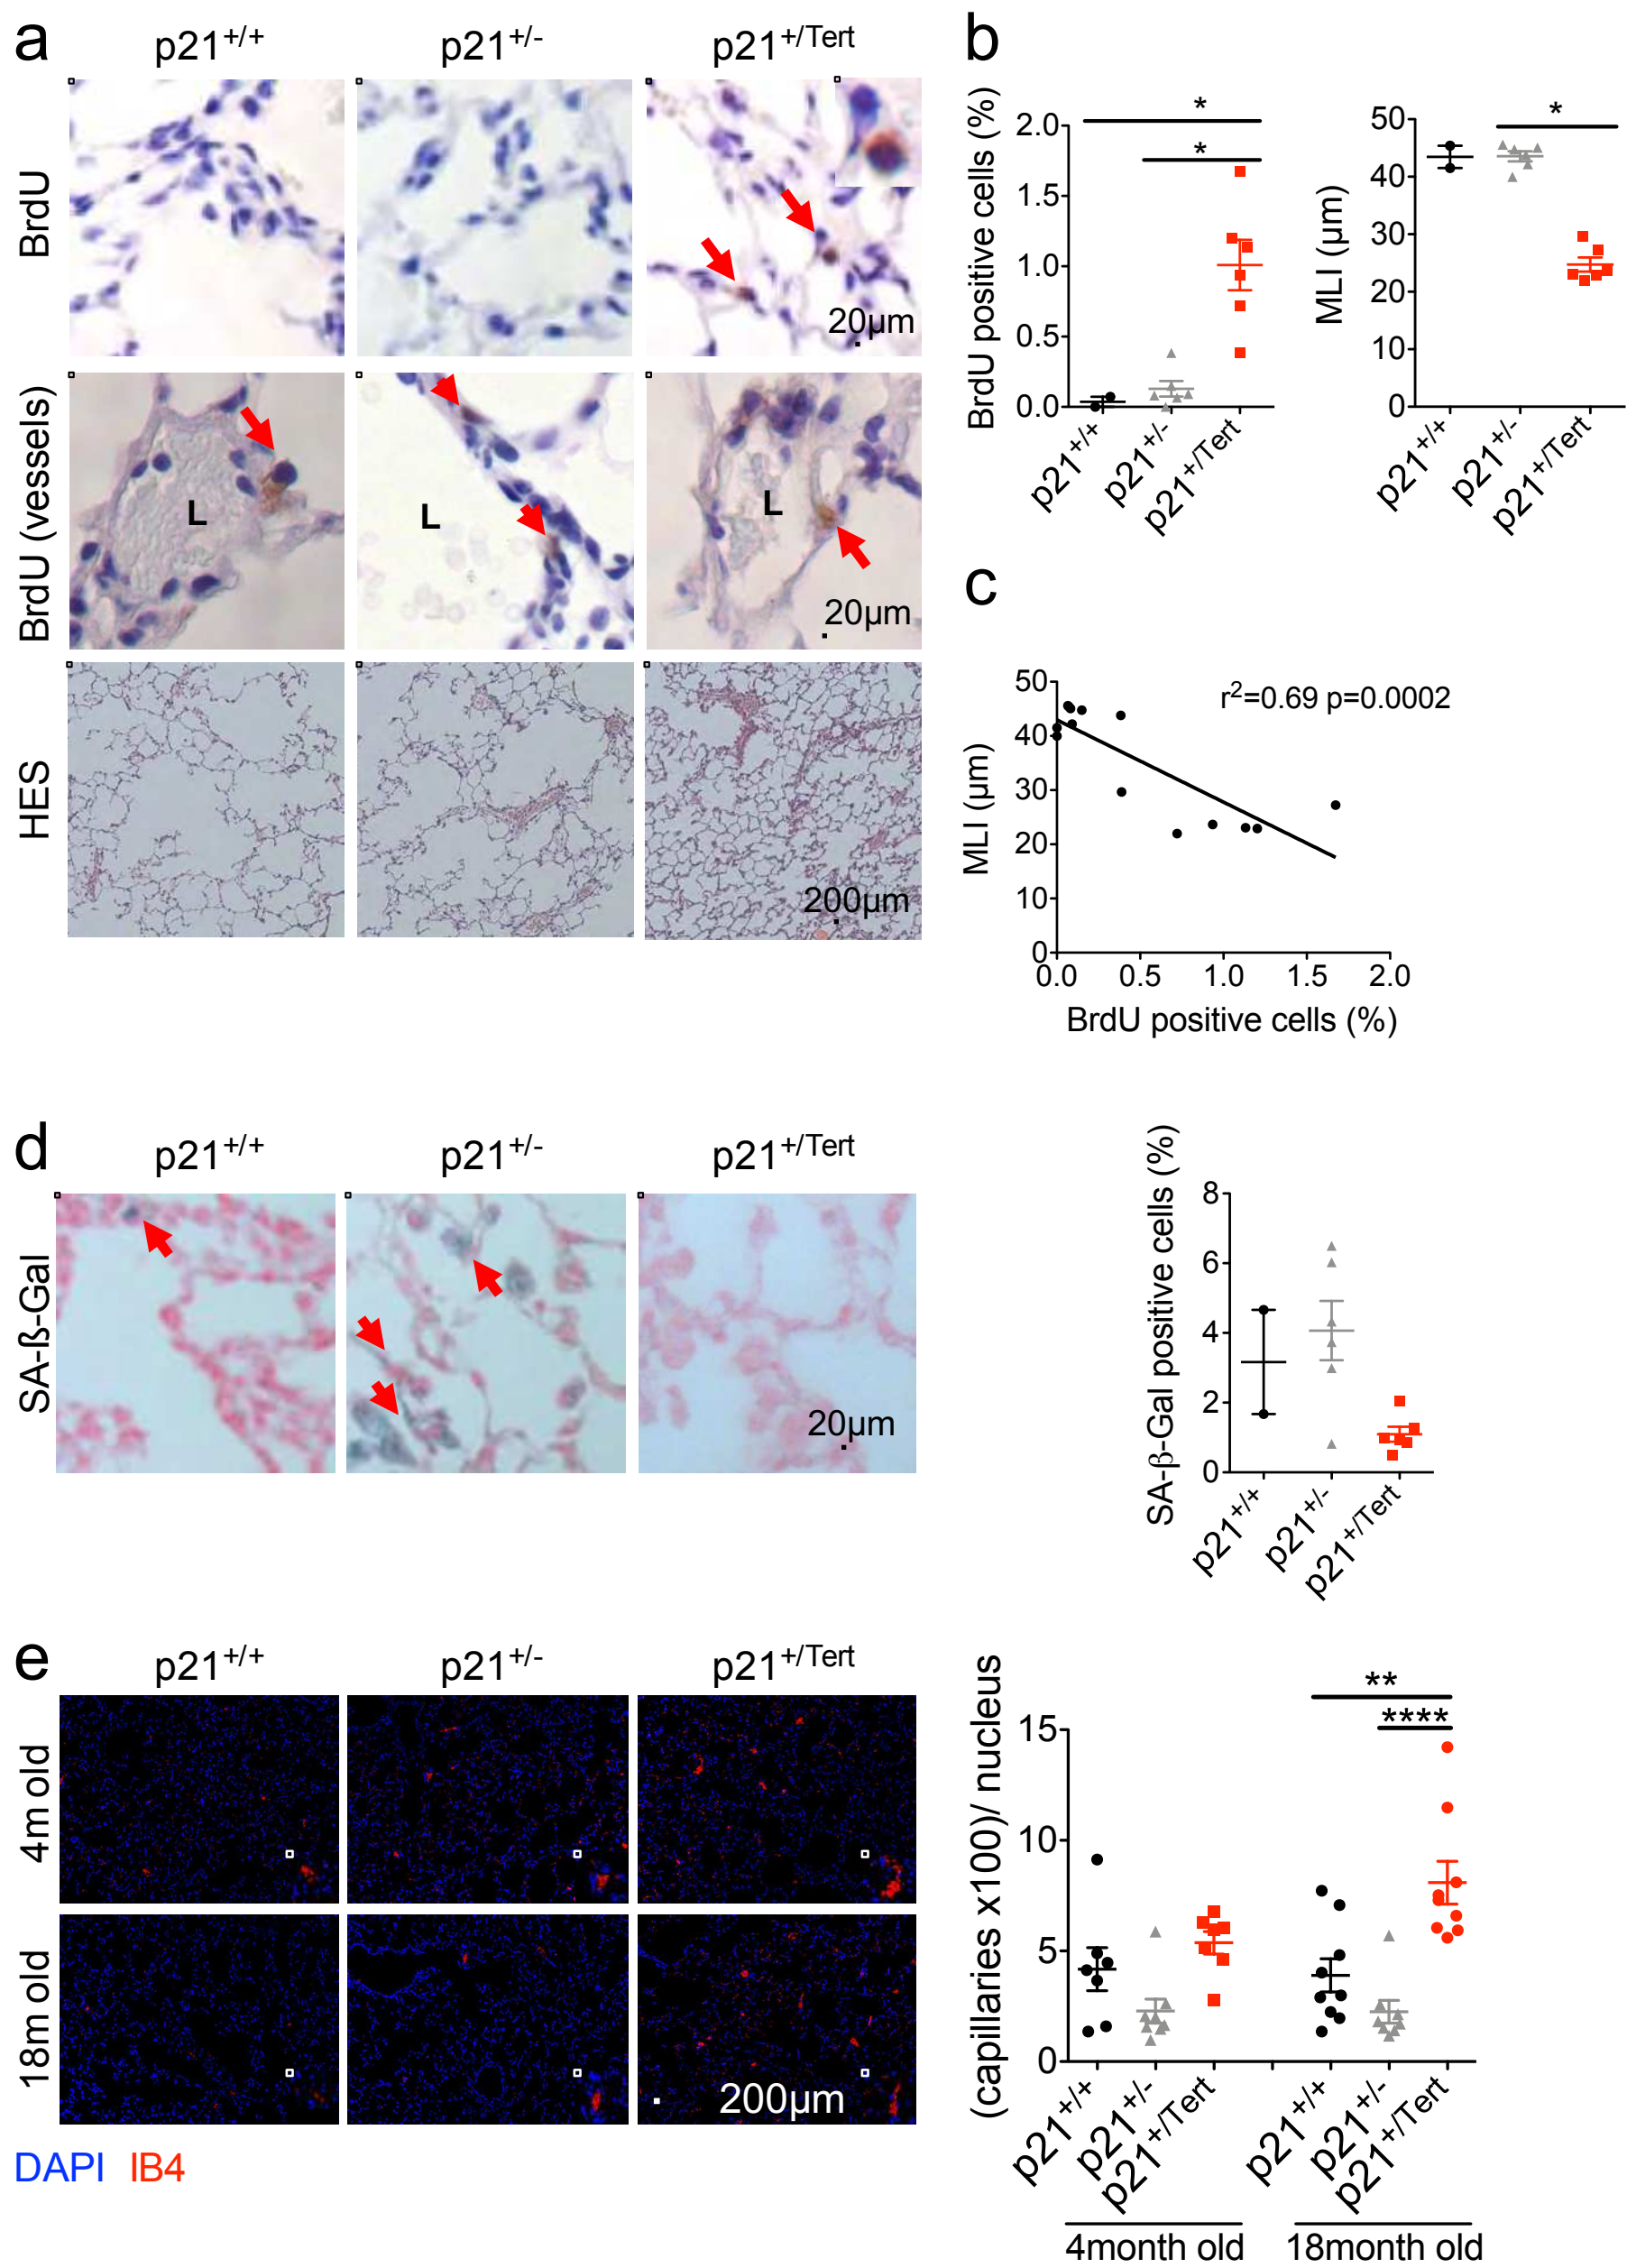 a
p21+/+ p21+/- p21+/Tert
BrdU
20µm
BrdU (vessels)
L L L
20µm
HES
200µm
b
BrdU positive cells (%)
2.0
1.5
1.0
0.5
0.0
* *
p21+/+ p21+/- p21+/Tert
MLI (µm)
50
40
30
20
10
0
*
p21+/+ p21+/- p21+/Tert
c
MLI (µm)
50
40
30
20
10
0
r2=0.69 p=0.0002
0.0 0.5 1.0 1.5 2.0
BrdU positive cells (%)
d
p21+/+ p21+/- p21+/Tert
SA-ß-Gal
20µm
SA-β-Gal positive cells (%)
8
6
4
2
0
p21+/+ p21+/- p21+/Tert
e
p21+/+ p21+/- p21+/Tert
4m old
18m old
200µm
DAPI IB4
(capillaries x100)/ nucleus
15
10
5
0
**
****
p21+/+ p21+/- p21+/Tert p21+/+ p21+/- p21+/Tert
4month old 18month old